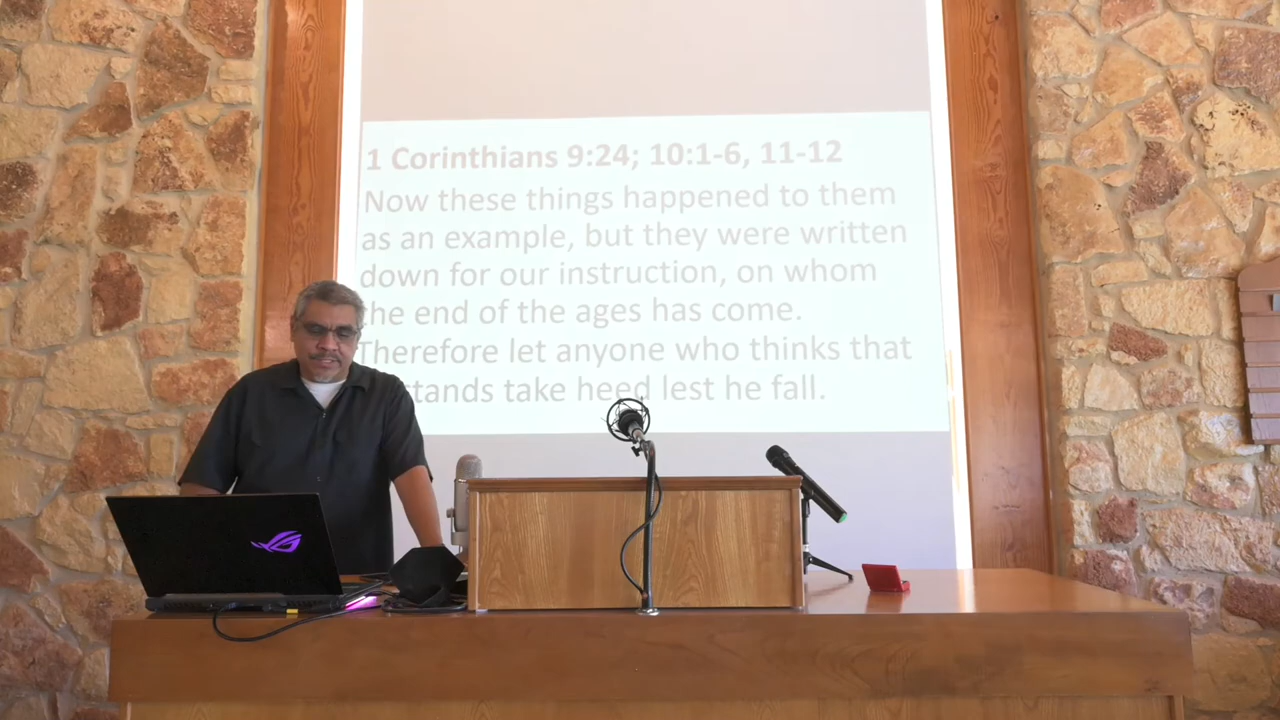 1 Corinthians 9:24; 10:1-6, 11-12
Now these things happened to them
as an example, but they were written
down for our instruction, on whom
the end of the ages has come.
Therefore let anyone who thinks that
stands take heed lest he fall.